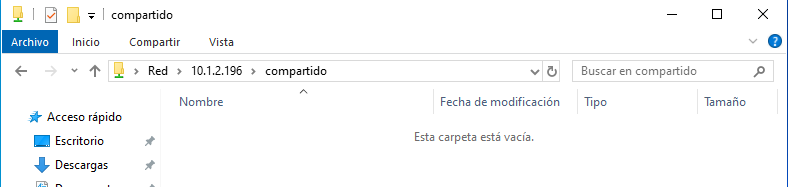 compartido
Archivo Inicio Compartir Vista
Red 10.1.2.196 compartido Buscar en compartido
Nombre Fecha de modificación Tipo Tamaño
Acceso rápido
Esta carpeta está vacía.
Escritorio
Descargas